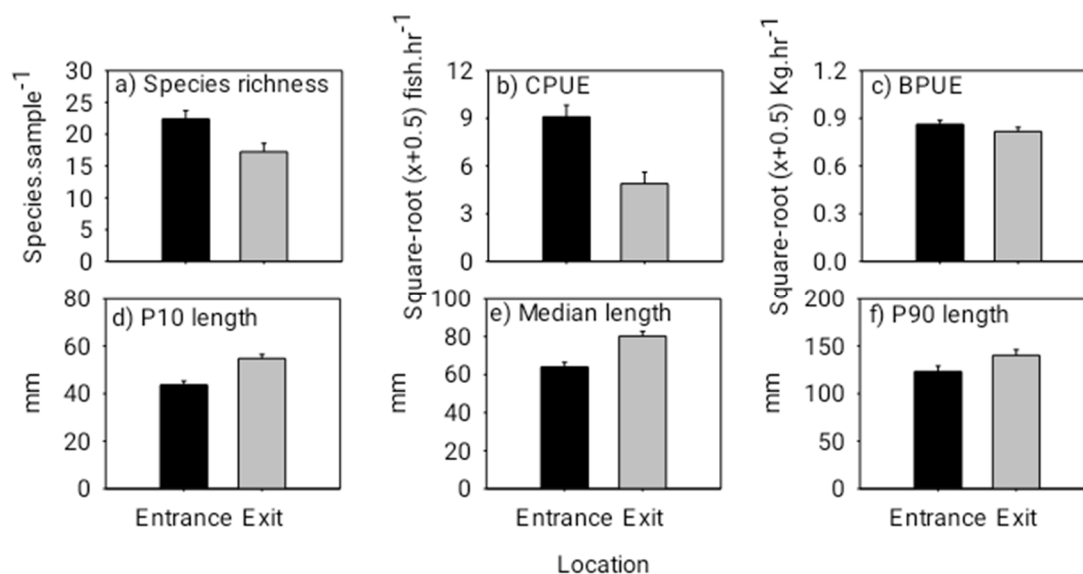 a) Species richness
Species.sample-1
30
25
20
15
10
5
0
b) CPUE
Square-root (x+0.5) fish.hr-1
12
9
6
3
0
c) BPUE
Square-root (x+0.5) Kg.hr-1
1.2
0.9
0.6
0.3
0.0
d) P10 length
mm
80
60
40
20
0
Entrance Exit
e) Median length
mm
100
80
60
40
20
0
Entrance Exit
f) P90 length
mm
200
150
100
50
0
Entrance Exit
Location